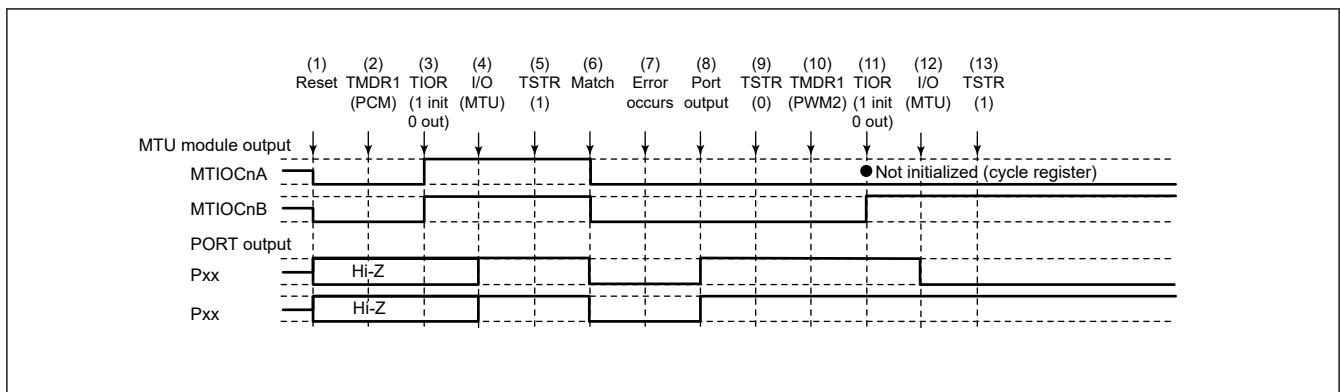 (1) (2) (3) (4) (5) (6) (7) (8) (9) (10) (11) (12) (13)
Reset TMDR1 TIOR I/O TSTR Match Error Port TSTR TMDR1 TIOR I/O TSTR
(PCM) (1 init (MTU) (1) occurs output (0) (PWM2) (1 init (MTU) (1)
0 out) 0 out)
MTU module output
MTIOCnA
Not initialized (cycle register)
MTIOCnB
PORT output
Pxx
Hi-Z
Pxx
Hi-Z